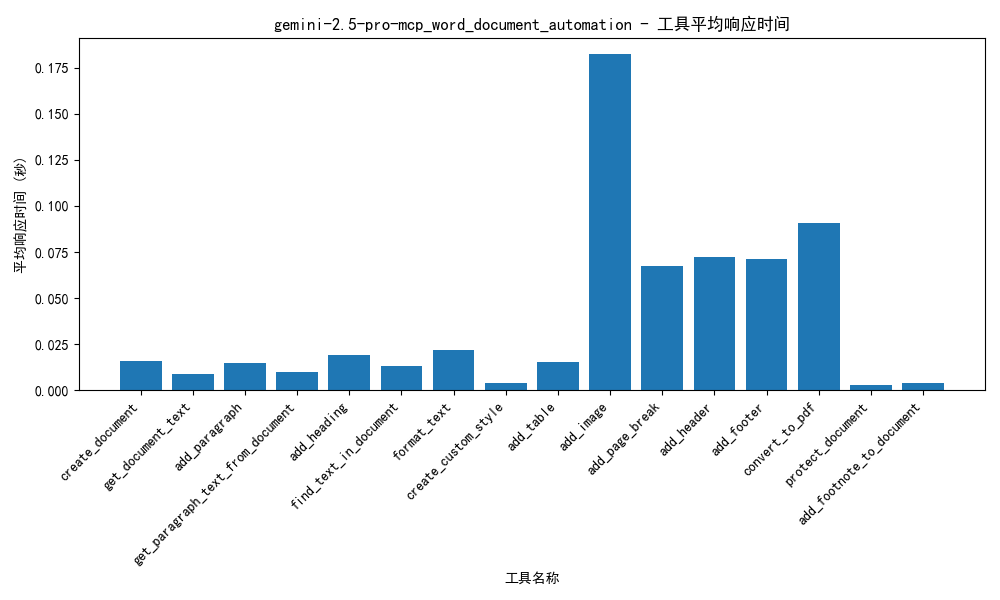 gemini-2.5-pro-mcp_word_document_automation - 工具平均响应时间
平均响应时间 (秒)
0.175
0.150
0.125
0.100
0.075
0.050
0.025
0.000
create_document
get_document_text
add_paragraph
get_paragraph_text_from_document
add_heading
find_text_in_document
format_text
create_custom_style
add_table
add_image
add_page_break
add_header
add_footer
convert_to_pdf
protect_document
add_footnote_to_document
工具名称